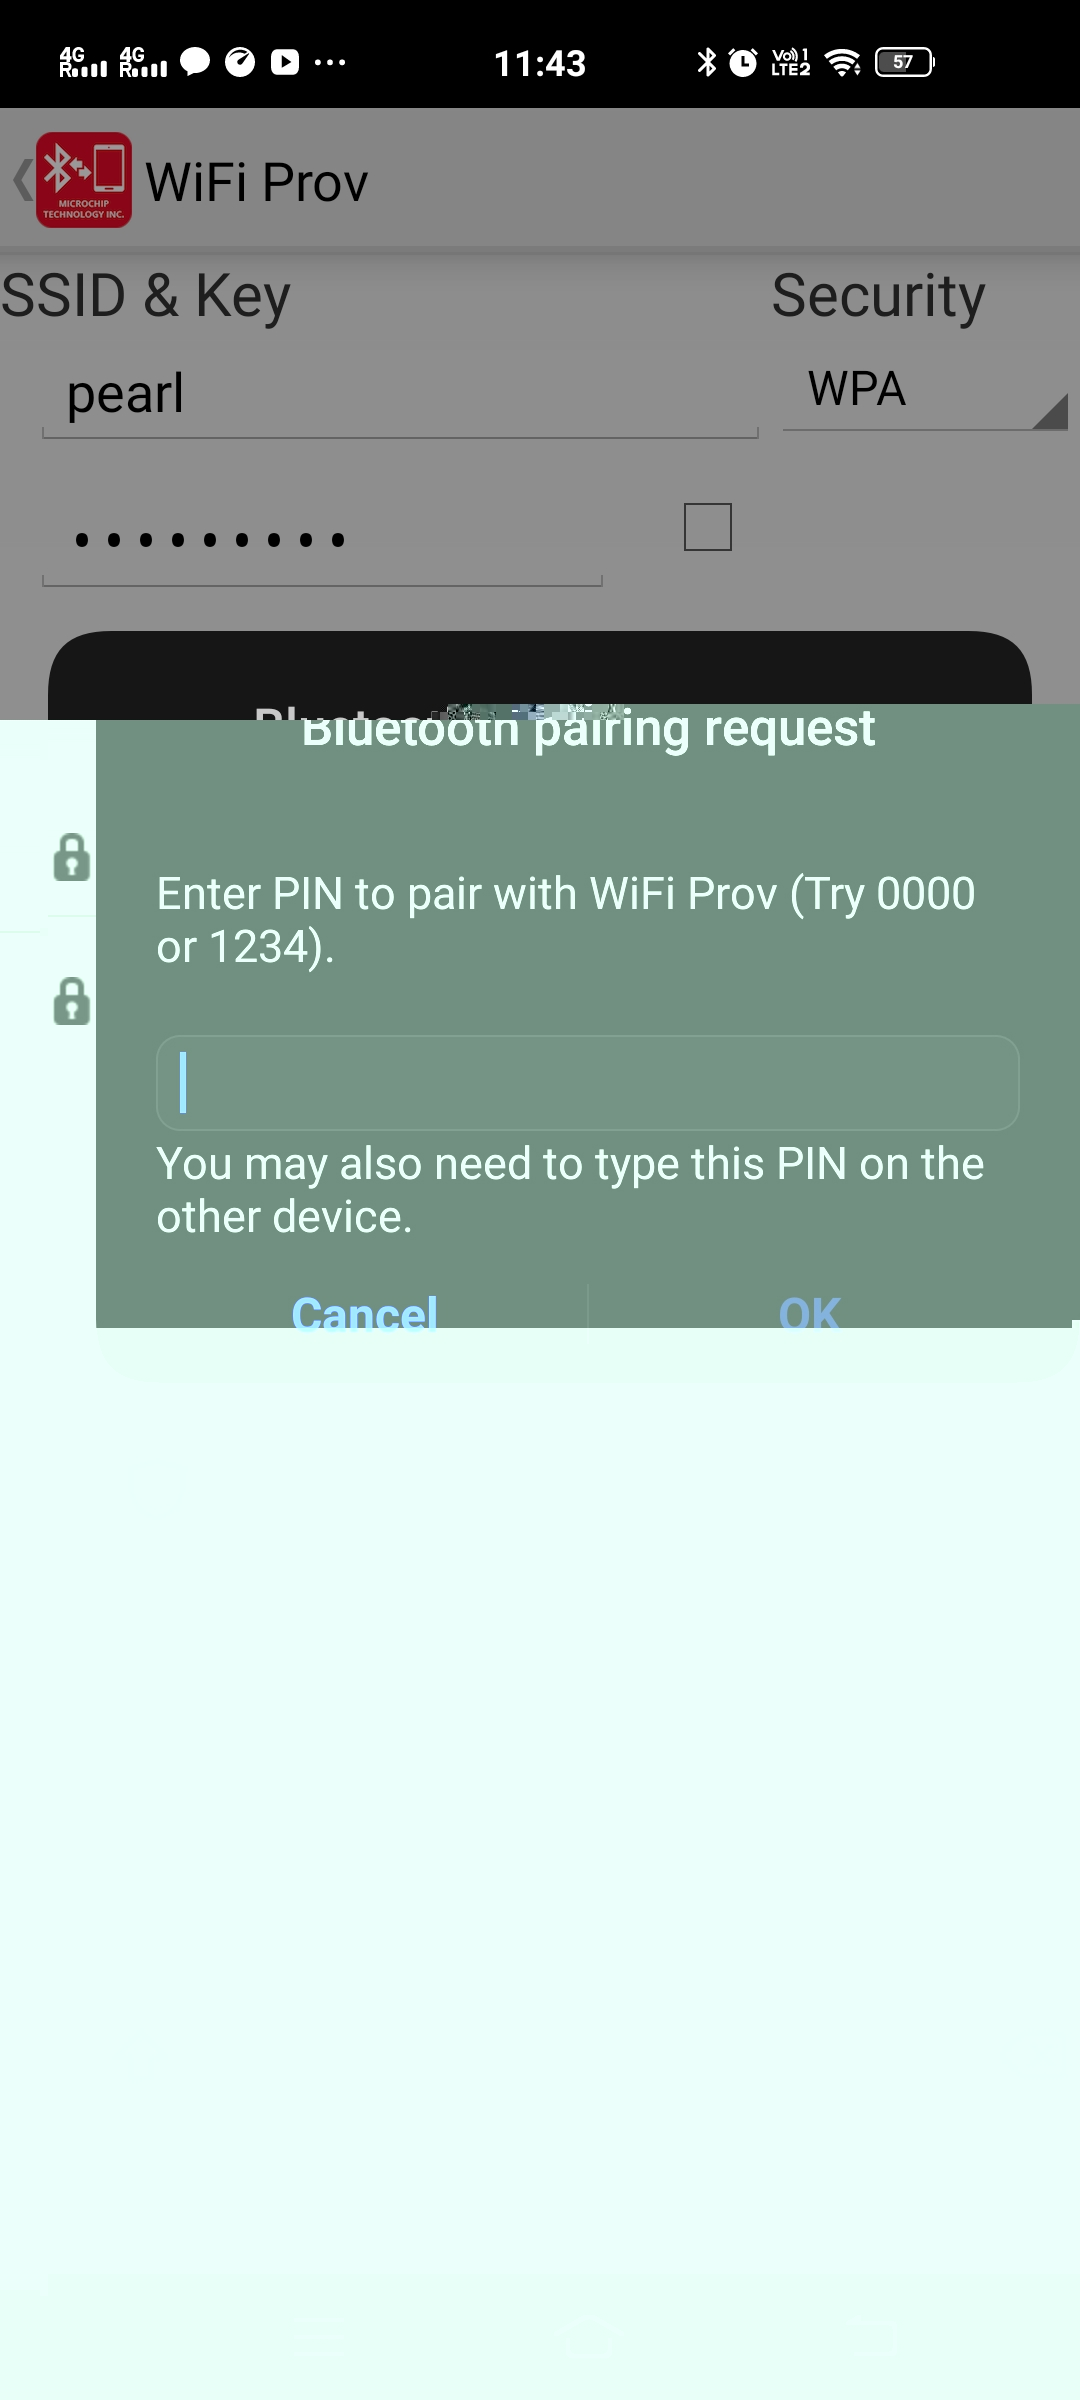 4G 4G 11:43 Vo)) 1
R R LTE2 57
MICROCHIP
TECHNOLOGY INC.
WiFi Prov
SSID & Key Security
pearl WPA
•••••••••
Bluetooth pairing request
Enter PIN to pair with WiFi Prov (Try 0000
or 1234).
You may also need to type this PIN on the
other device.
Cancel OK